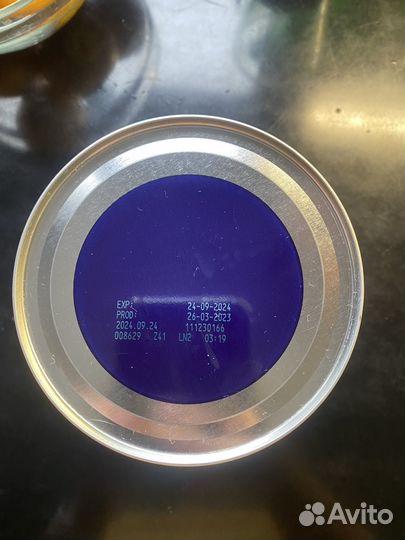 EXP: 24-09-2024
PROD: 26-03-2023
2024.09.24 111230166
008629 Z41 LN2 03:19
Avito